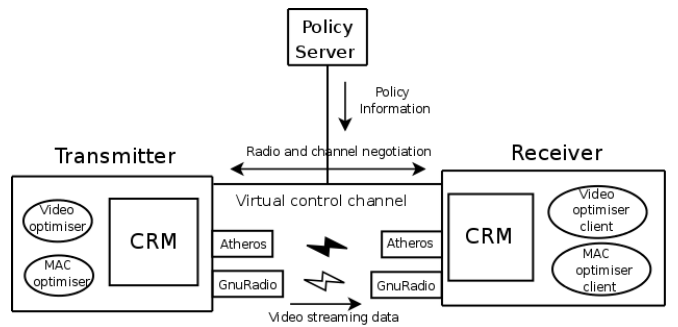 Policy
Server
Policy
Information
Radio and channel negotiation
Transmitter
Receiver
Virtual control channel
Video
optimiser
MAC
optimiser
CRM
Atheros
GnuRadio
Atheros
GnuRadio
CRM
Video
optimiser
client
MAC
optimiser
client
Video streaming data